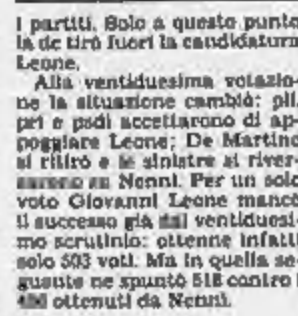 i partiti. Solo a questo punto
la dc tirò fuori la candidatura
Leone.
Alla ventiduesima votazio-
ne la situazione cambiò: pli,
pri e psdi accettarono di ap-
poggiare Leone; De Martino
si ritirò e le sinistre si river-
sarono su Nenni. Per un solo
voto Giovanni Leone mancò
il successo già dal ventiduesi-
mo scrutinio: ottenne infatti
solo 503 voti. Ma in quella se-
guente ne spuntò 518 contro i
ottenuti da Nenni.